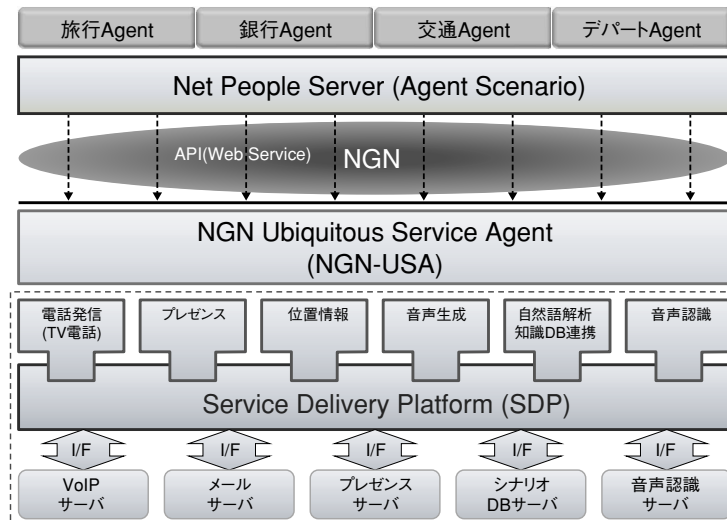 旅行Agent
銀行Agent
交通Agent
デパートAgent
Net People Server (Agent Scenario)
API(Web Service)
NGN
NGN Ubiquitous Service Agent
(NGN-USA)
電話発信
(TV電話)
プレゼンス
位置情報
音声生成
自然語解析
知識DB連携
音声認識
Service Delivery Platform (SDP)
I/F
I/F
I/F
I/F
I/F
VoIP
サーバ
メール
サーバ
プレゼンス
サーバ
シナリオ
DBサーバ
音声認識
サーバ